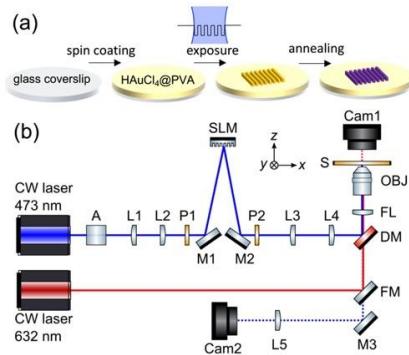 (a)
spin coating
exposure
annealing
glass coverslip
HAuCl4@PVA
(b)
SLM
Cam1
z
y
x
S
OBJ
CW laser
473 nm
A
L1
L2
P1
M1
M2
P2
L3
L4
FL
DM
CW laser
632 nm
FM
Cam2
L5
M3